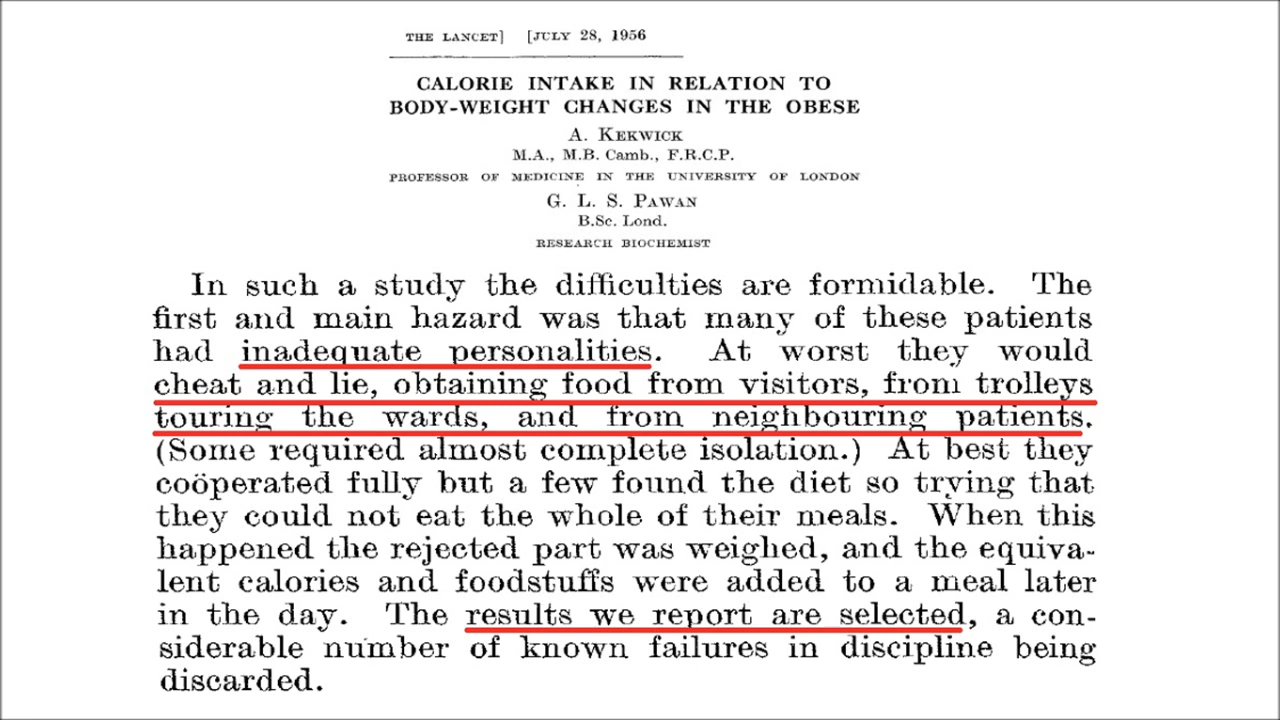 THE LANCET] [JULY 28, 1956
CALORIE INTAKE IN RELATION TO
BODY-WEIGHT CHANGES IN THE OBESE
A. KEKWICK
M.A., M.B. Camb., F.R.C.P.
PROFESSOR OF MEDICINE IN THE UNIVERSITY OF LONDON
G. L. S. PAWAN
B.Sc. Lond.
RESEARCH BIOCHEMIST
In such a study the difficulties are formidable. The
first and main hazard was that many of these patients
had inadequate personalities. At worst they would
cheat and lie, obtaining food from visitors, from trolleys
touring the wards, and from neighbouring patients.
(Some required almost complete isolation.) At best they
coöperated fully but a few found the diet so trying that
they could not eat the whole of their meals. When this
happened the rejected part was weighed, and the equiva-
lent calories and foodstuffs were added to a meal later
in the day. The results we report are selected, a con-
siderable number of known failures in discipline being
discarded.